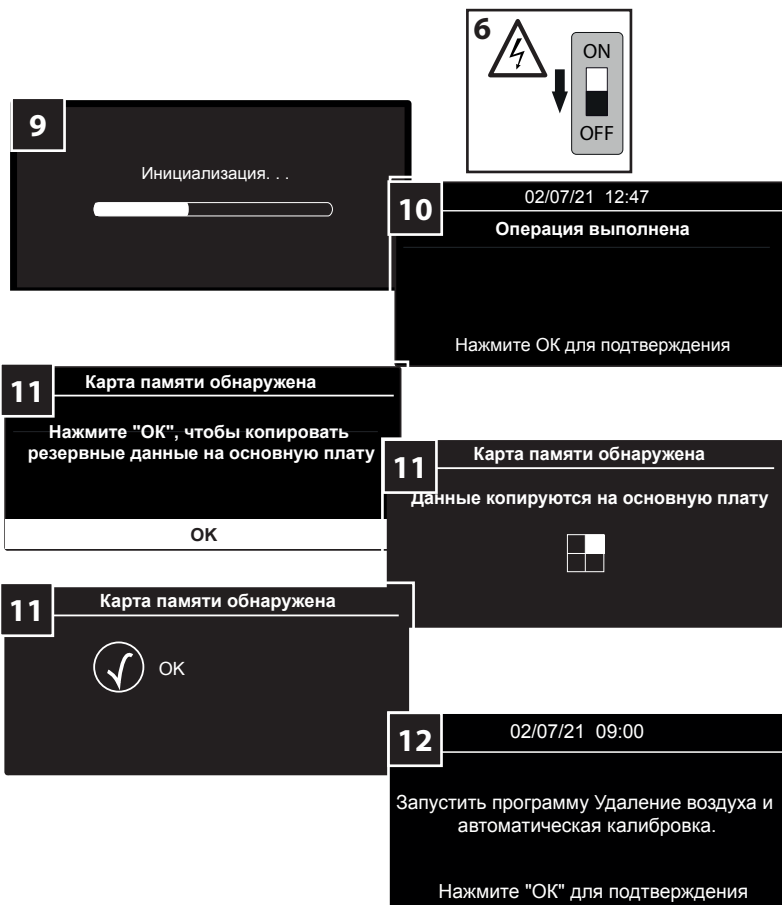 6
ON
OFF
9
Инициализация. . .
10
02/07/21 12:47
Операция выполнена
Нажмите ОК для подтверждения
11
Карта памяти обнаружена
Нажмите "ОК", чтобы копировать
резервные данные на основную плату
ОК
11
Карта памяти обнаружена
Данные копируются на основную плату
11
Карта памяти обнаружена
ОК
12
02/07/21 09:00
Запустить программу Удаление воздуха и
автоматическая калибровка.
Нажмите "ОК" для подтверждения